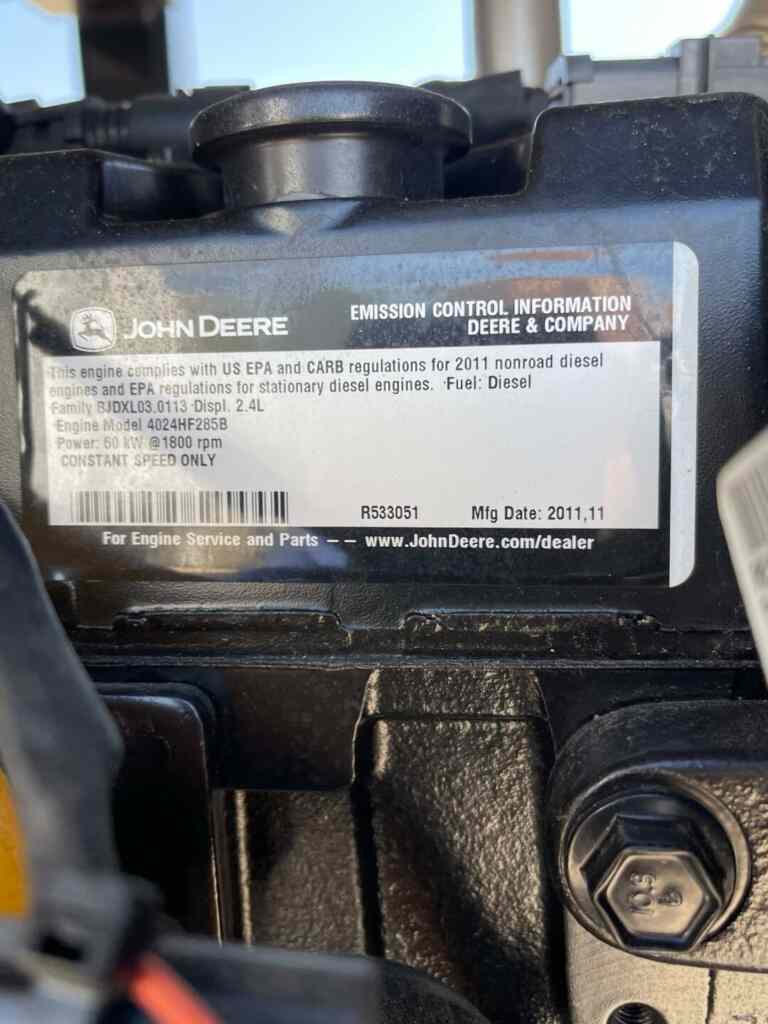 JOHN DEERE
EMISSION CONTROL INFORMATION
DEERE & COMPANY
This engine complies with US EPA and CARB regulations for 2011 nonroad diesel
engines and EPA regulations for stationary diesel engines. Fuel: Diesel
Family BJDXL03.0113 Displ. 2.4L
Engine Model 4024HF285B
Power: 60 kW @1800 rpm
CONSTANT SPEED ONLY
R533051 Mfg Date: 2011,11
For Engine Service and Parts -- www.JohnDeere.com/dealer